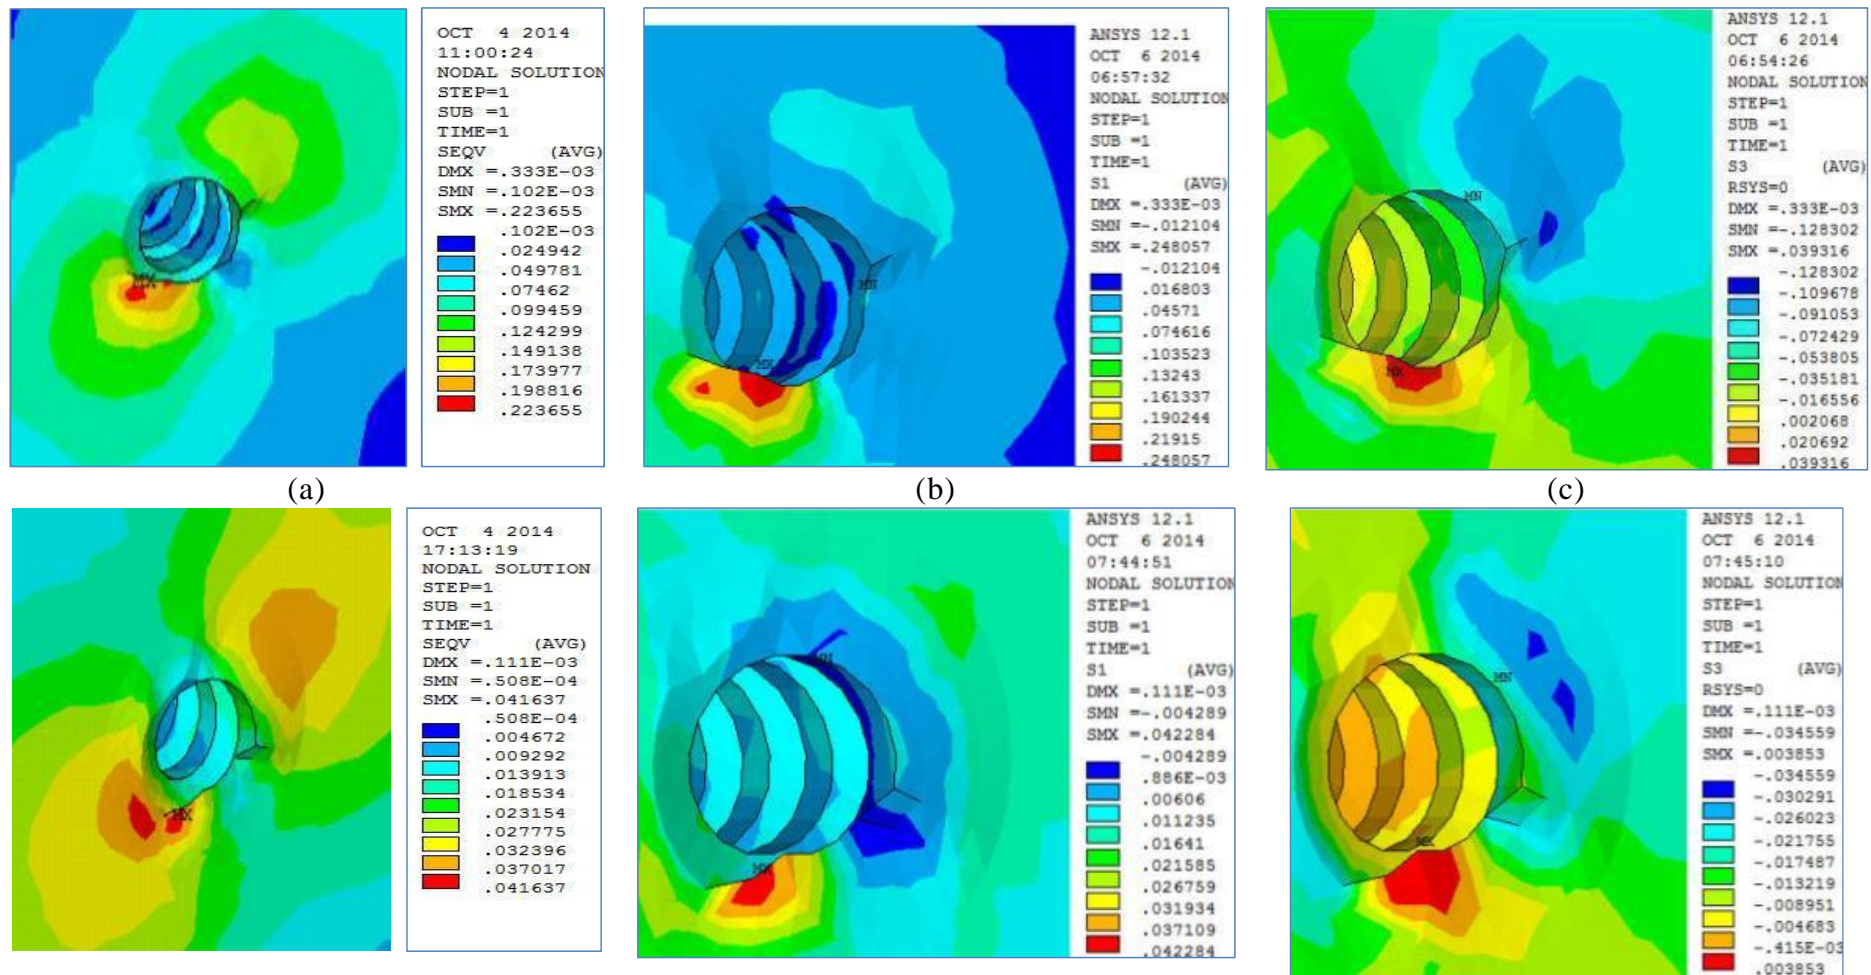 OCT 4 2014
11:00:24
NODAL SOLUTION
STEP=1
SUB =1
TIME=1
SEQV (AVG)
DMX =.333E-03
SMN =.102E-03
SMX =.223655
.102E-03
.024942
.049781
.07462
.099459
.124299
.149138
.173977
.198816
.223655
MX
ANSYS 12.1
OCT 6 2014
06:57:32
NODAL SOLUTION
STEP=1
SUB =1
TIME=1
S1 (AVG)
DMX =.333E-03
SMN =-.012104
SMX =.248057
-.012104
.016803
.04571
.074616
.103523
.13243
.161337
.190244
.21915
.248057
MN
MX
ANSYS 12.1
OCT 6 2014
06:54:26
NODAL SOLUTION
STEP=1
SUB =1
TIME=1
S3 (AVG)
RSYS=0
DMX =.333E-03
SMN =-.128302
SMX =.039316
-.128302
-.109678
-.091053
-.072429
-.053805
-.035181
-.016556
.002068
.020692
.039316
MN
MX
(a)
(b)
(c)
OCT 4 2014
17:13:19
NODAL SOLUTION
STEP=1
SUB =1
TIME=1
SEQV (AVG)
DMX =.111E-03
SMN =.508E-04
SMX =.041637
.508E-04
.004672
.009292
.013913
.018534
.023154
.027775
.032396
.037017
.041637
MX
ANSYS 12.1
OCT 6 2014
07:44:51
NODAL SOLUTION
STEP=1
SUB =1
TIME=1
S1 (AVG)
DMX =.111E-03
SMN =-.004289
SMX =.042284
-.004289
.886E-03
.00606
.011235
.01641
.021585
.026759
.031934
.037109
.042284
MN
MX
ANSYS 12.1
OCT 6 2014
07:45:10
NODAL SOLUTION
STEP=1
SUB =1
TIME=1
S3 (AVG)
RSYS=0
DMX =.111E-03
SMN =-.034559
SMX =.003853
-.034559
-.030291
-.026023
-.021755
-.017487
-.013219
-.008951
-.004683
-.415E-03
.003853
MN
MX